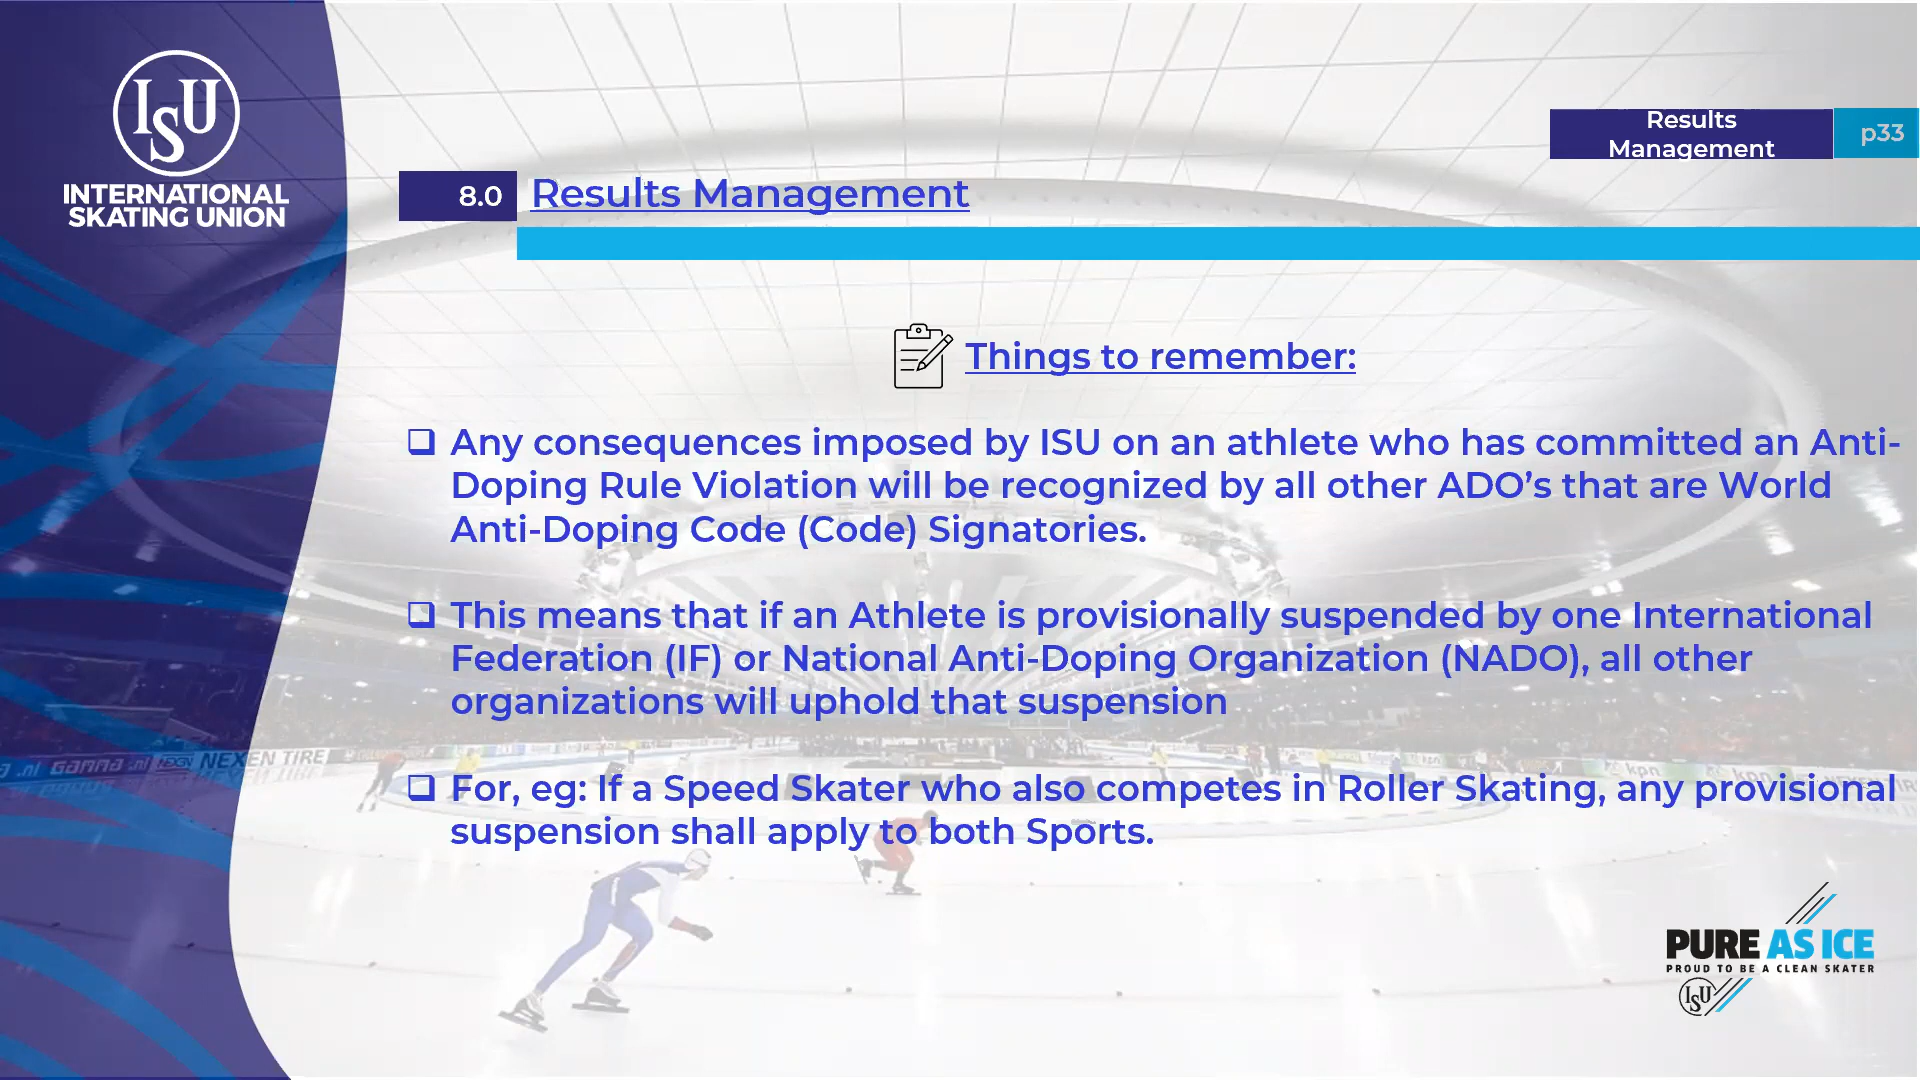 ISU
INTERNATIONAL
SKATING UNION
Results
Management
p33
8.0
Results Management
Things to remember:
❑ Any consequences imposed by ISU on an athlete who has committed an Anti-
Doping Rule Violation will be recognized by all other ADO’s that are World
Anti-Doping Code (Code) Signatories.
❑ This means that if an Athlete is provisionally suspended by one International
Federation (IF) or National Anti-Doping Organization (NADO), all other
organizations will uphold that suspension
❑ For, eg: If a Speed Skater who also competes in Roller Skating, any provisional
suspension shall apply to both Sports.
.nl Gamma .nl NEXEN TIRE
kpn
kpn
PURE AS ICE
PROUD TO BE A CLEAN SKATER
ISU